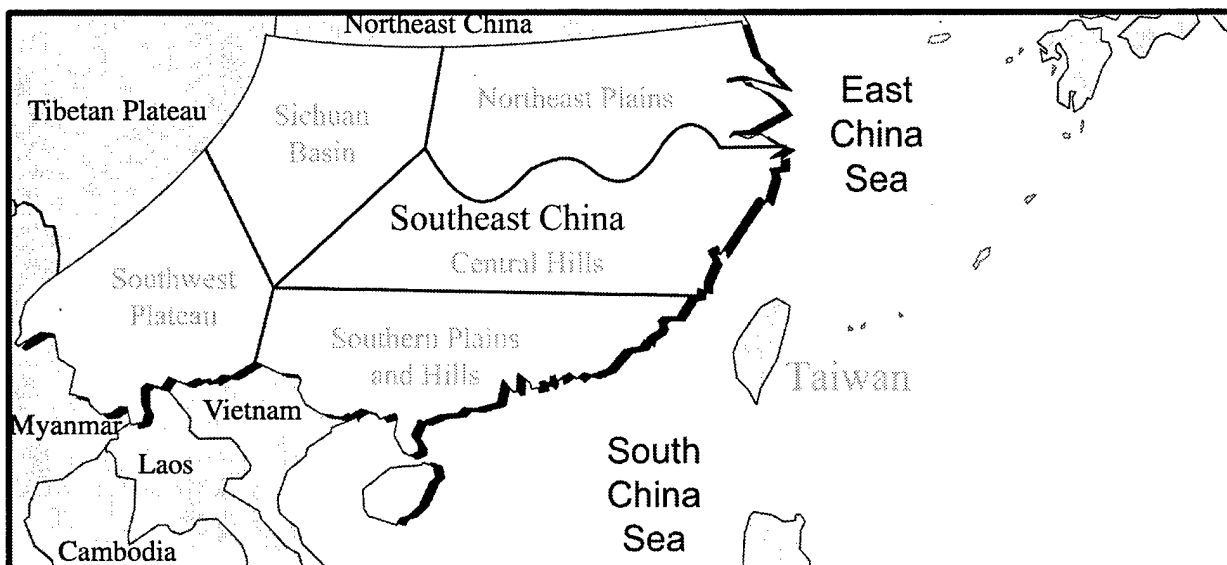 Northeast China
Tibetan Plateau
Sichuan
Basin
Northeast Plains
East
China
Sea
Southeast China
Central Hills
Southwest
Plateau
Southern Plains
and Hills
Taiwan
Vietnam
Myanmar
Laos
South
China
Sea
Cambodia